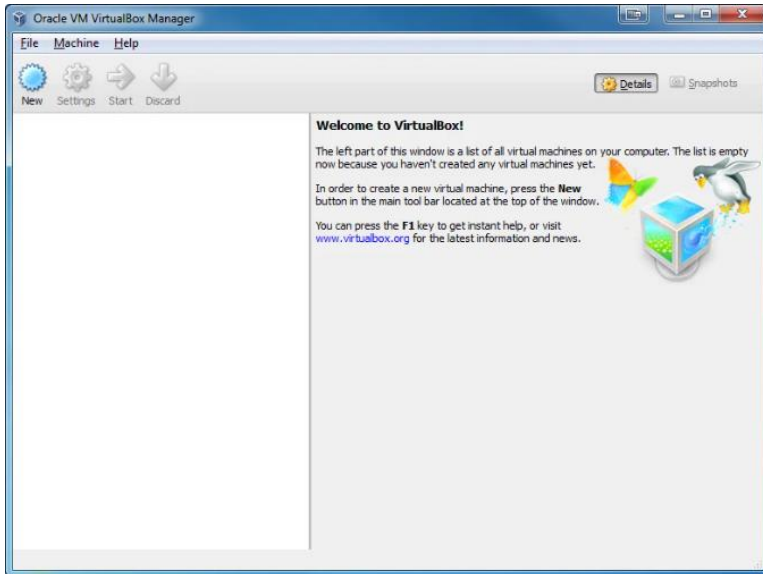 Oracle VM VirtualBox Manager
File Machine Help
New Settings Start Discard
Details Snapshots
Welcome to VirtualBox!
The left part of this window is a list of all virtual machines on your computer. The list is empty
now because you haven't created any virtual machines yet.
In order to create a new virtual machine, press the New
button in the main tool bar located at the top of the window.
You can press the F1 key to get instant help, or visit
www.virtualbox.org for the latest information and news.